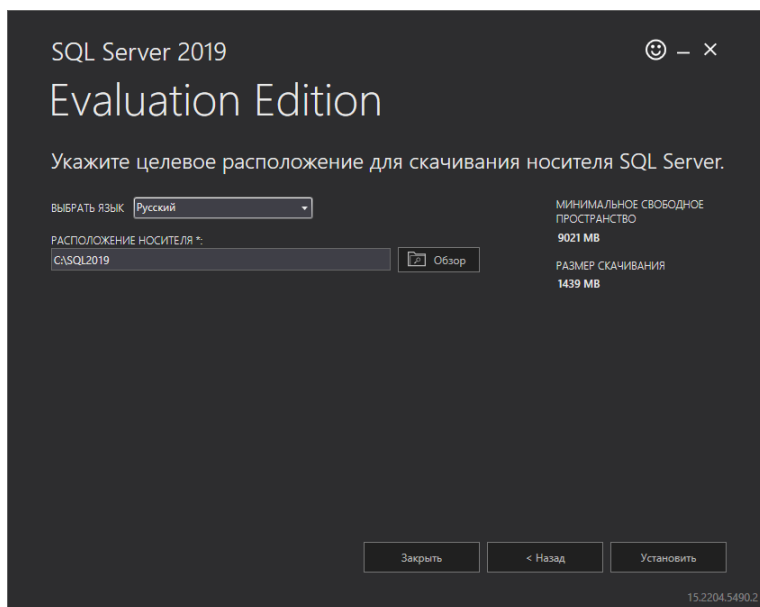 SQL Server 2019
Evaluation Edition
Укажите целевое расположение для скачивания носителя SQL Server.
ВЫБРАТЬ ЯЗЫК Русский
РАСПОЛОЖЕНИЕ НОСИТЕЛЯ *:
C:\SQL2019
Обзор
МИНИМАЛЬНОЕ СВОБОДНОЕ
ПРОСТРАНСТВО
9021 MB
РАЗМЕР СКАЧИВАНИЯ
1439 MB
Закрыть
< Назад
Установить
15.2204.5490.2